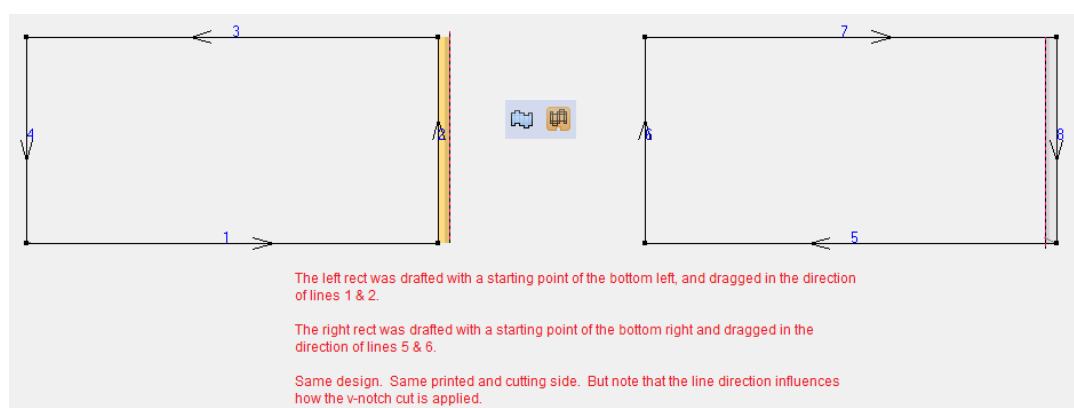 3
7
4
2
6
8
1
5
The left rect was drafted with a starting point of the bottom left, and dragged in the direction
of lines 1 & 2.
The right rect was drafted with a starting point of the bottom right and dragged in the
direction of lines 5 & 6.
Same design. Same printed and cutting side. But note that the line direction influences
how the v-notch cut is applied.